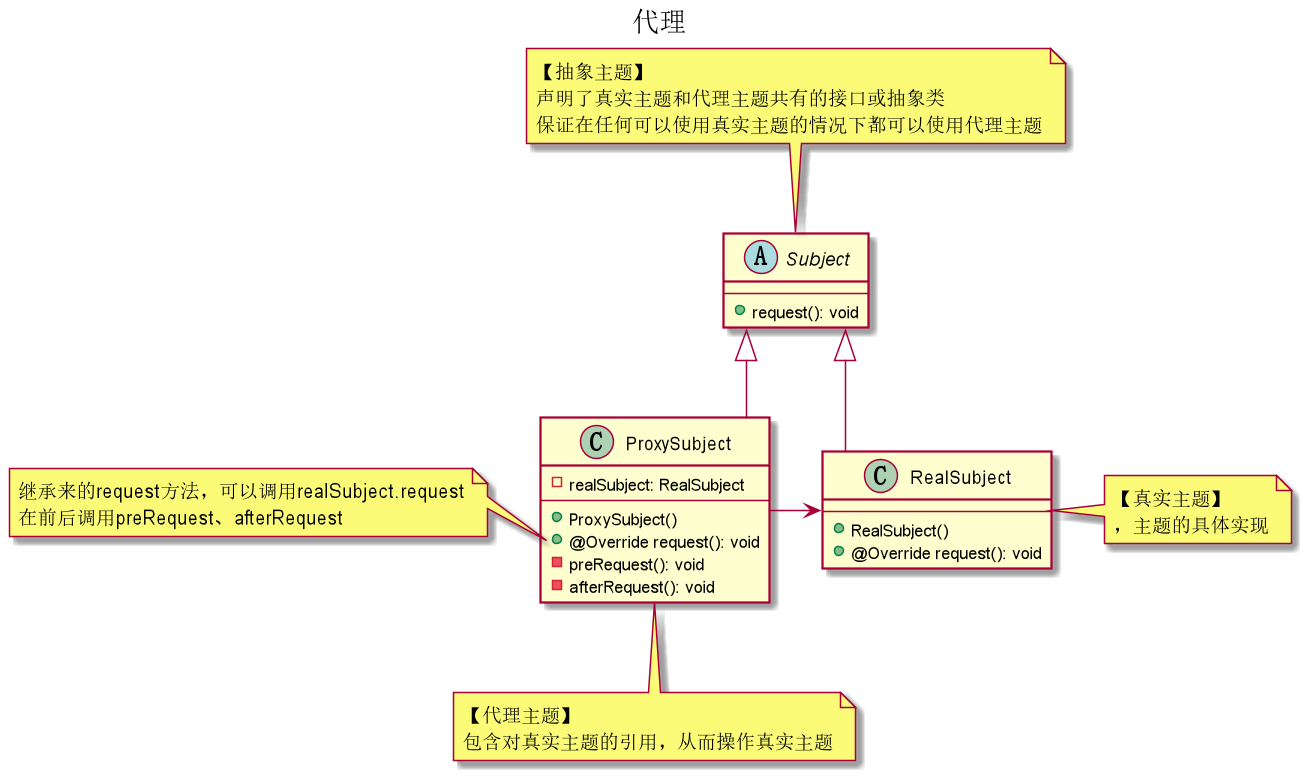 代理
【抽象主题】
声明了真实主题和代理主题共有的接口或抽象类
保证在任何可以使用真实主题的情况下都可以使用代理主题
A Subject
request(): void
C ProxySubject
realSubject: RealSubject
ProxySubject()
@Override request(): void
preRequest(): void
afterRequest(): void
继承来的request方法，可以调用realSubject.request
在前后调用preRequest、afterRequest
C RealSubject
RealSubject()
@Override request(): void
【真实主题】
，主题的具体实现
【代理主题】
包含对真实主题的引用，从而操作真实主题